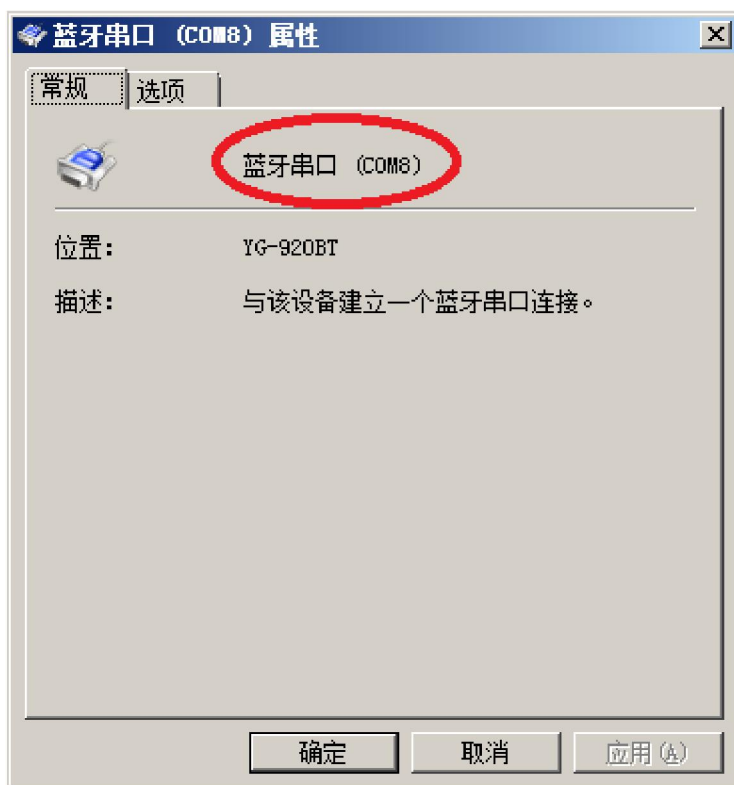 蓝牙串口 (COM8) 属性
常规 选项
蓝牙串口 (COM8)
位置: YG-920BT
描述: 与该设备建立一个蓝牙串口连接。
确定 取消 应用(A)